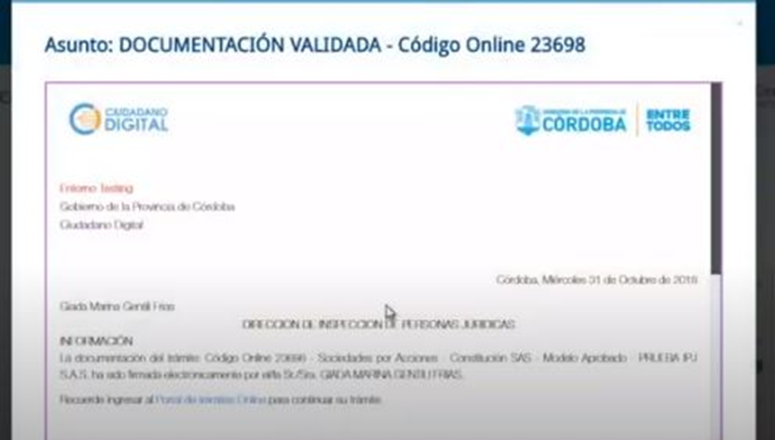 Asunto: DOCUMENTACIÓN VALIDADA - Código Online 23698
CIUDADANO
DIGITAL
GOBIERNO DE LA PROVINCIA DE
CÓRDOBA
ENTRE
TODOS
Entorno Testing
Gobierno de la Provincia de Córdoba
Ciudadano Digital
Córdoba, Miércoles 31 de Octubre de 2018
Giada Marina Gentili Frias
DIRECCION DE INSPECCION DE PERSONAS JURIDICAS
INFORMACIÓN
La documentación del trámite Código Online 23698 - Sociedades por Acciones - Constitución SAS - Modelo Aprobado - PRUEBA IPJ
S.A.S. ha sido firmada electronicamente por el/la Sr./Sra. GIADA MARINA GENTILI FRIAS.
Recuerde ingresar al Portal de trámites Online para continuar su trámite.